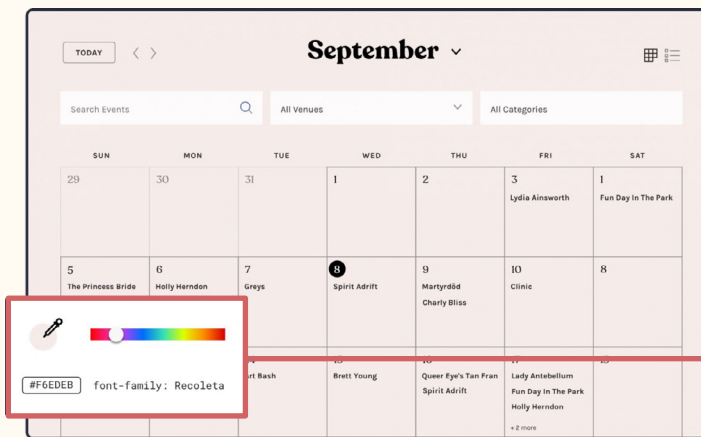 TODAY
September
Search Events
All Venues
All Categories
SUN MON TUE WED THU FRI SAT
29 30 31 1 2 3 1
Lydia Ainsworth Fun Day In The Park
5 6 7 8 9 10 8
The Princess Bride Holly Herndon Greys Spirit Adrift Martyrdöd Clinic
Charly Bliss
Brett Young Queer Eye's Tan Fran Lady Antebellum
Spirit Adrift Fun Day In The Park
Holly Herndon
+ 2 more
#F6EDEB font-family: Recoleta